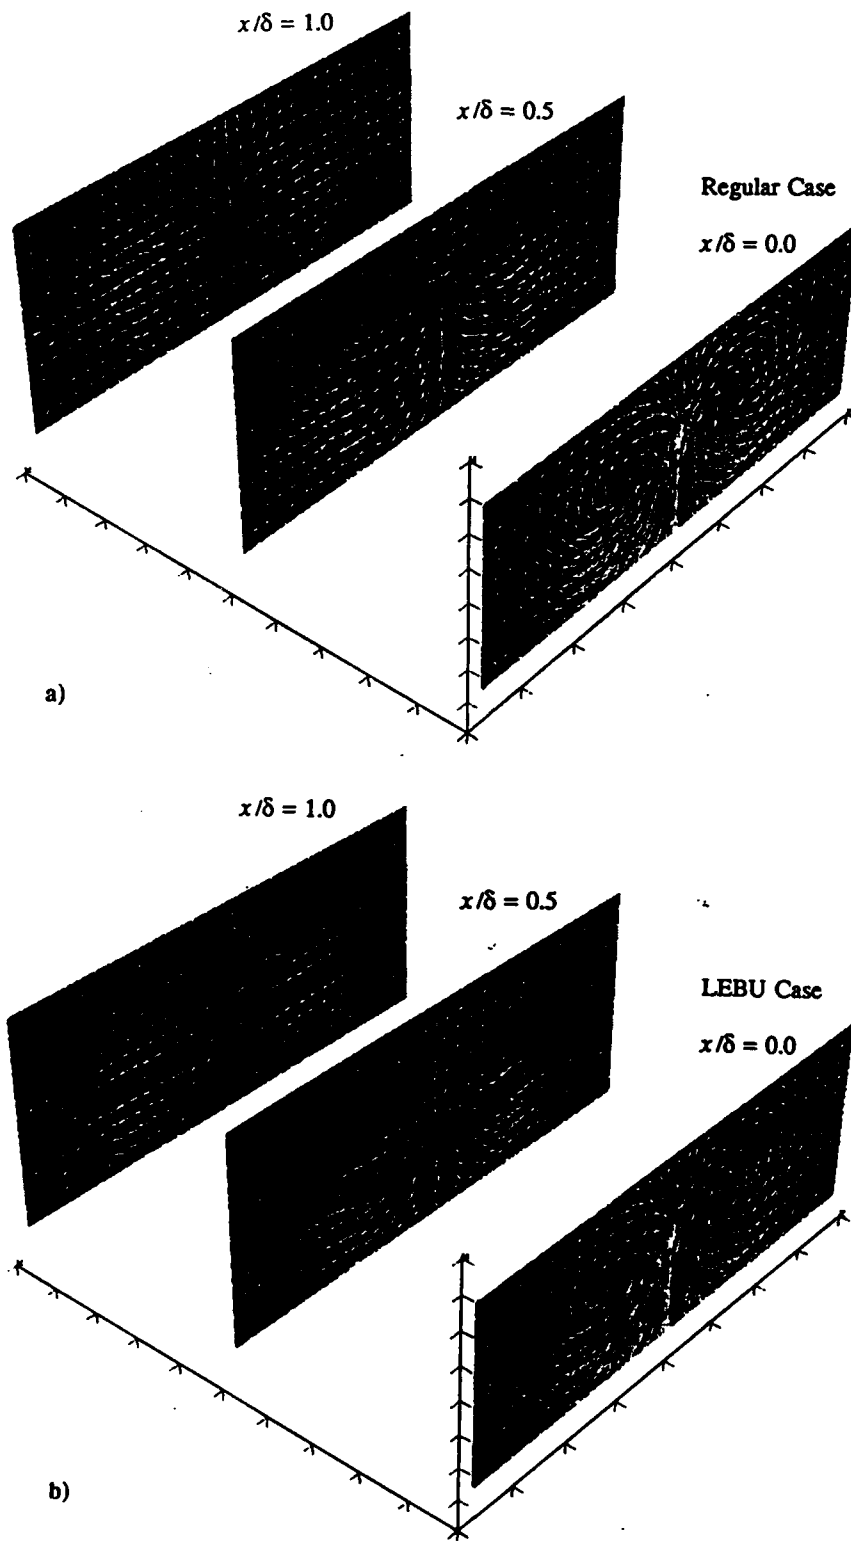 x/δ = 1.0
x/δ = 0.5
Regular Case
x/δ = 0.0
a)
x/δ = 1.0
x/δ = 0.5
LEBU Case
x/δ = 0.0
b)